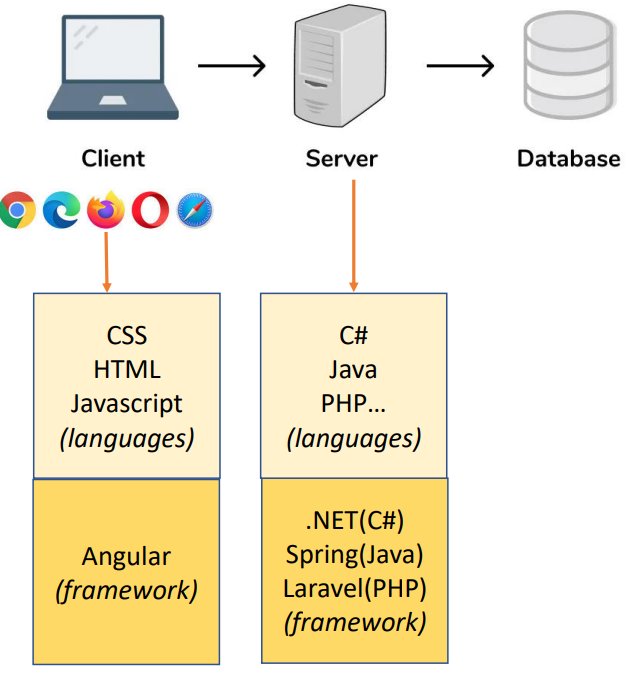 Client
Server
Database
CSS
HTML
Javascript
(languages)
Angular
(framework)
C#
Java
PHP...
(languages)
.NET(C#)
Spring(Java)
Laravel(PHP)
(framework)